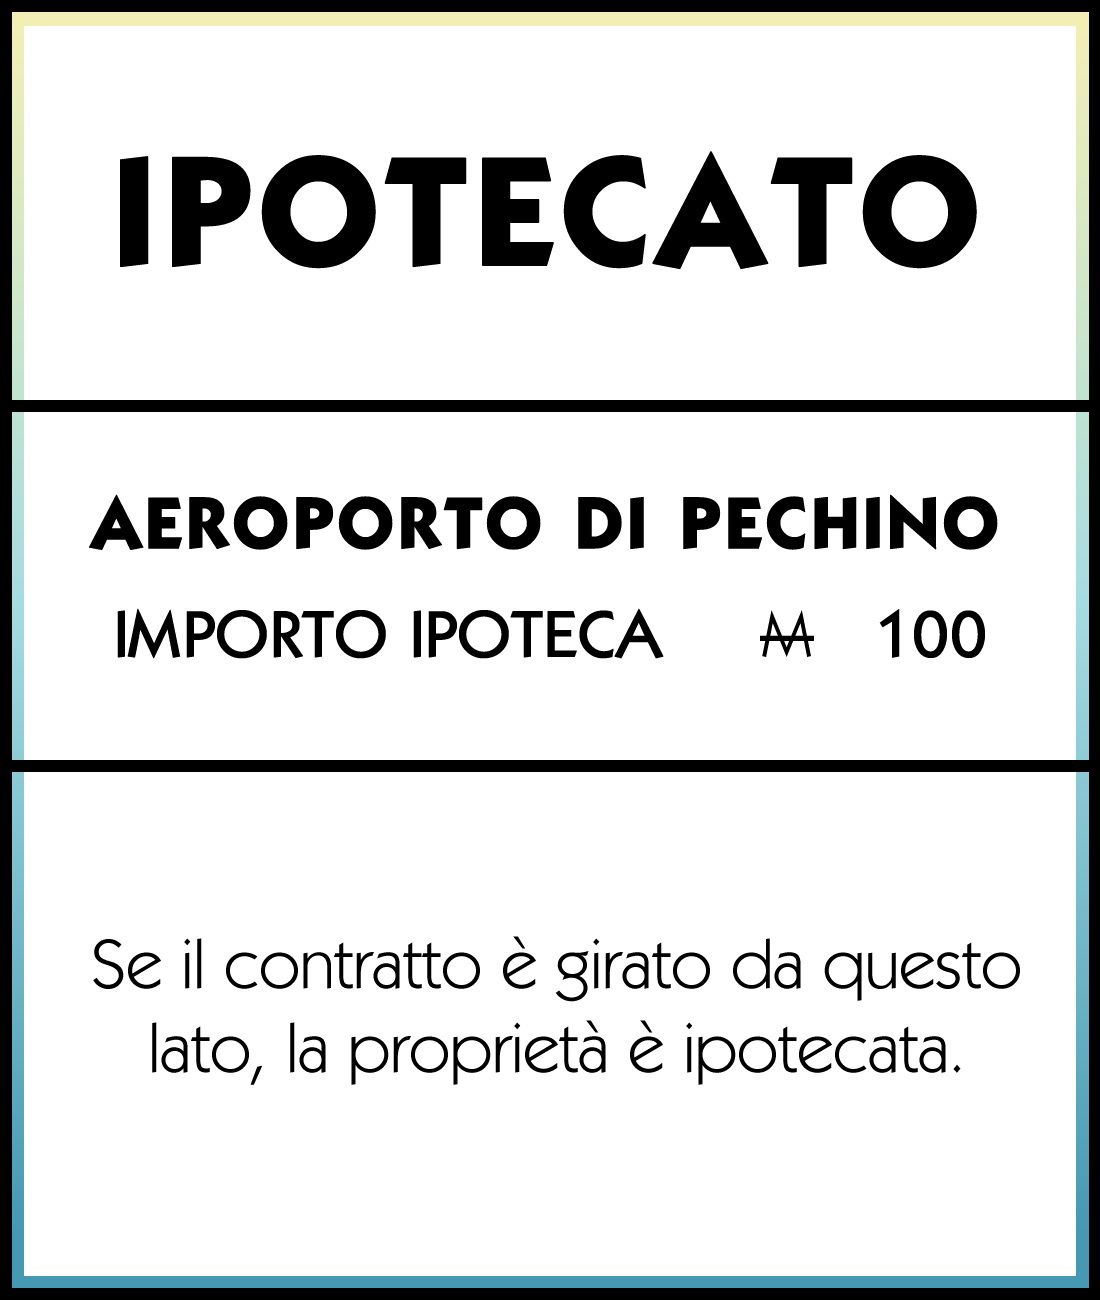 IPOTECATO
AEROPORTO DI PECHINO
IMPORTO IPOTECA M 100
Se il contratto è girato da questo
lato, la proprietà è ipotecata.